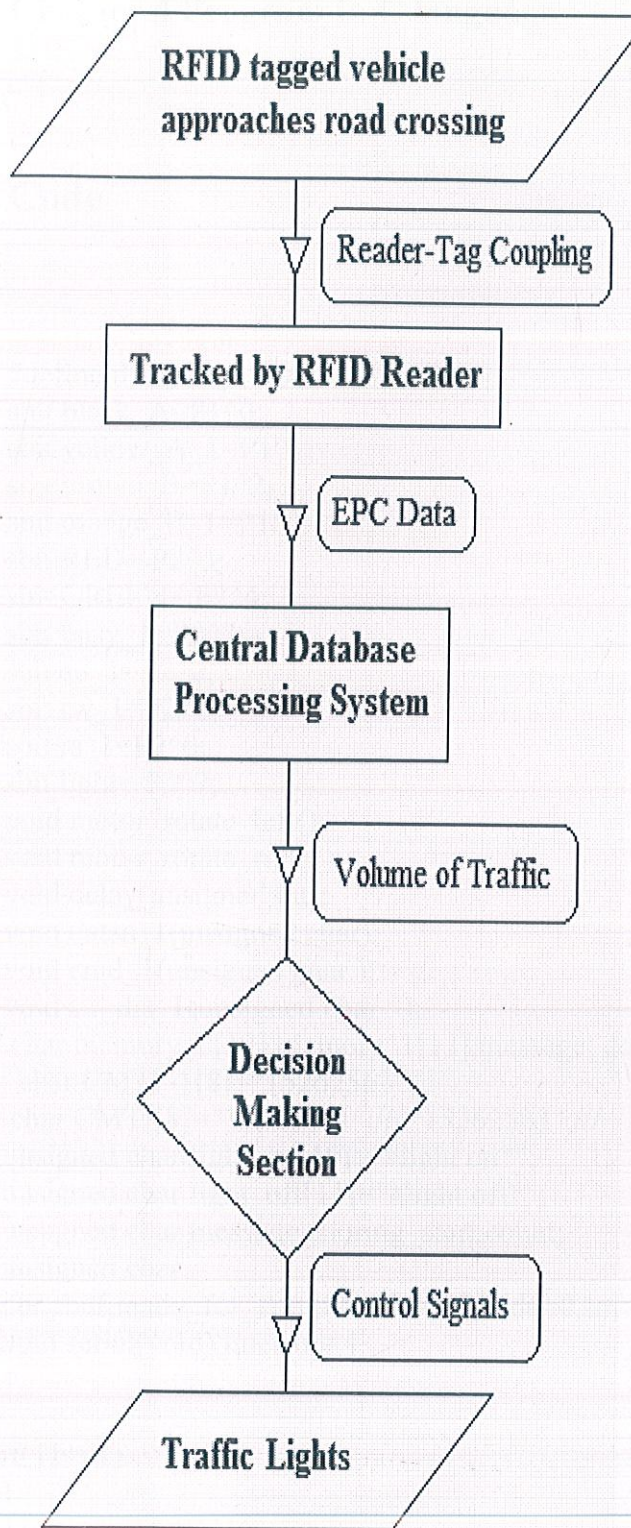 RFID tagged vehicle
approaches road crossing
Reader-Tag Coupling
Tracked by RFID Reader
EPC Data
Central Database
Processing System
Volume of Traffic
Decision
Making
Section
Control Signals
Traffic Lights